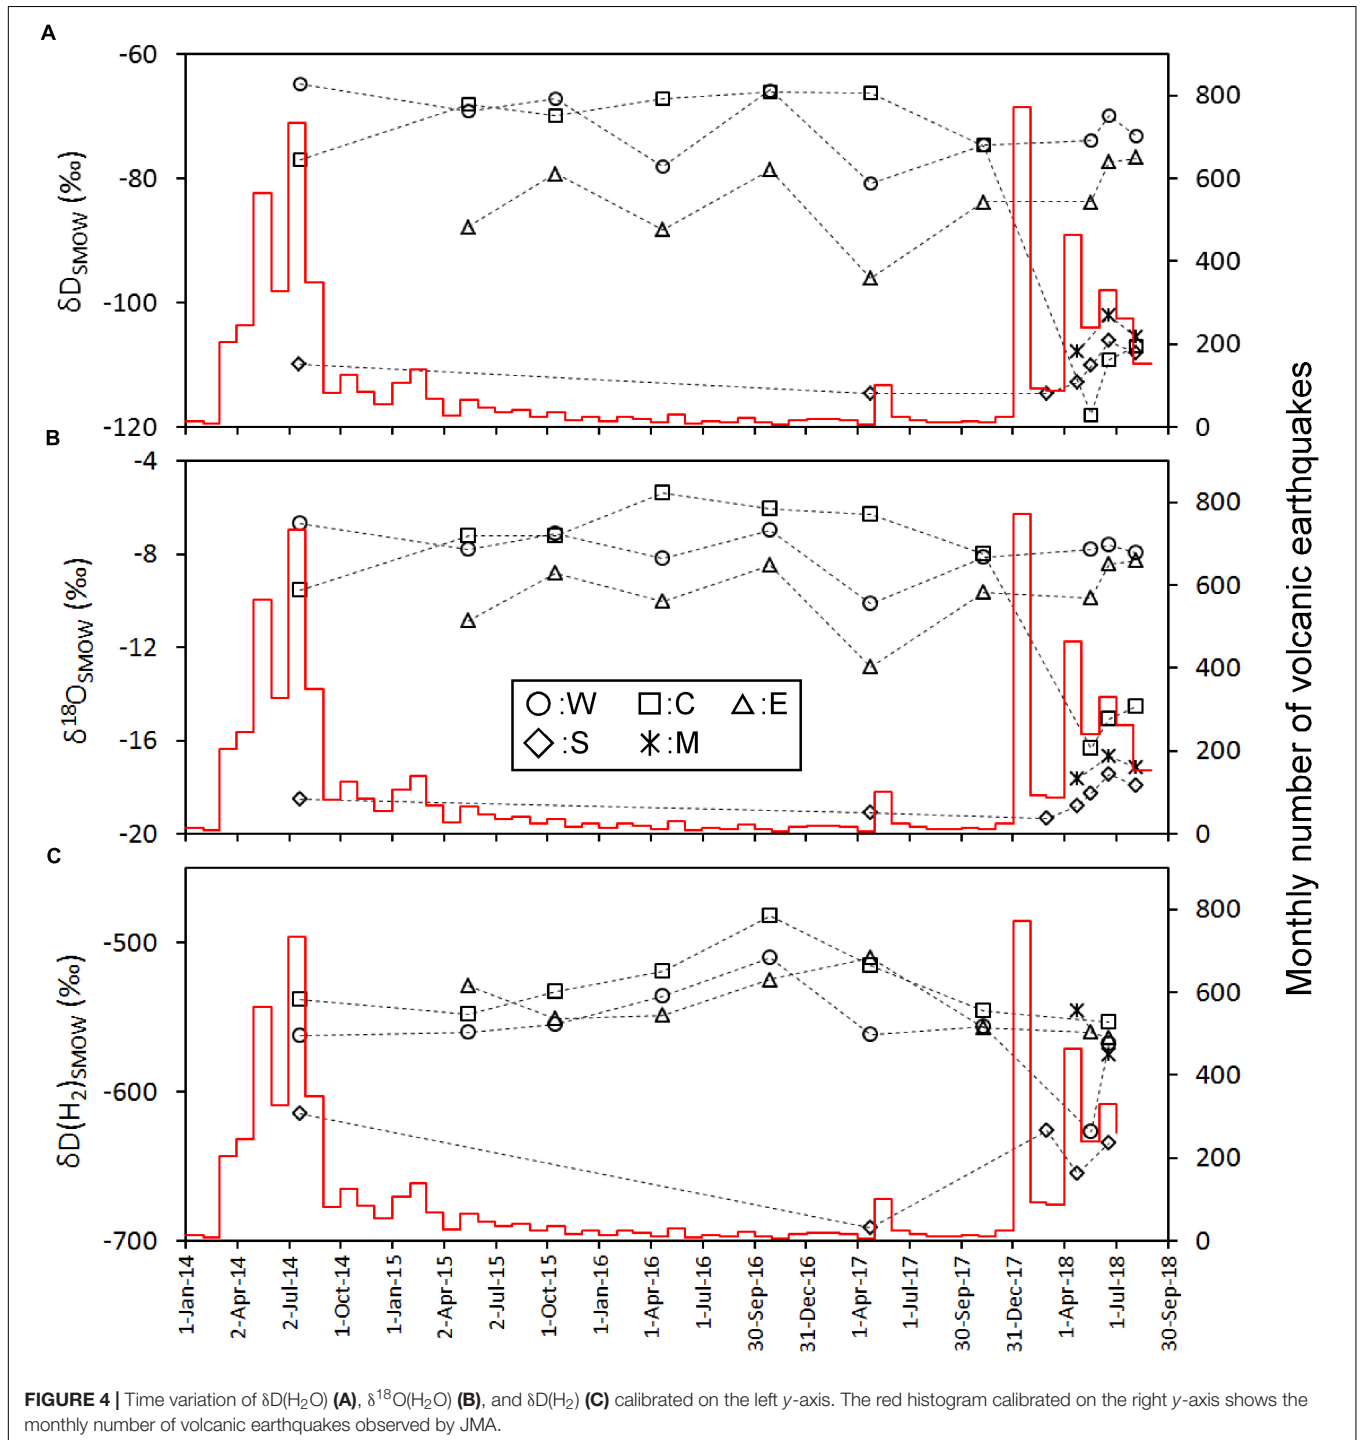 A
-60
-80
-100
-120
δD_SMOW (‰)
800
600
400
200
0
B
-4
-8
-12
-16
-20
δ¹⁸O_SMOW (‰)
800
600
400
200
0
:W :C :E
:S :M
C
-500
-600
-700
δD(H₂)_SMOW (‰)
800
600
400
200
0
Monthly number of volcanic earthquakes
1-Jan-14
2-Apr-14
2-Jul-14
1-Oct-14
1-Jan-15
2-Apr-15
2-Jul-15
1-Oct-15
1-Jan-16
1-Apr-16
1-Jul-16
30-Sep-16
31-Dec-16
1-Apr-17
1-Jul-17
30-Sep-17
31-Dec-17
1-Apr-18
1-Jul-18
30-Sep-18
FIGURE 4 | Time variation of δD(H₂O) (A), δ¹⁸O(H₂O) (B), and δD(H₂) (C) calibrated on the left y-axis. The red histogram calibrated on the right y-axis shows the
monthly number of volcanic earthquakes observed by JMA.